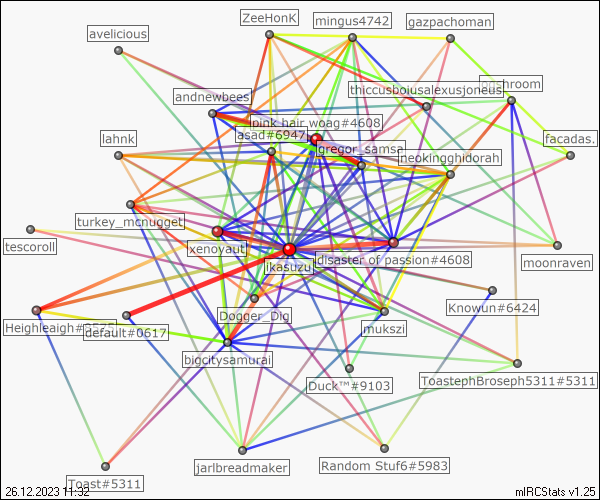 ZeeHonK
mingus4742
gazpachoman
avelicious
thiccusboiusalexusjoneus
andnewbees
pink hair woag#4608
asad#6947
lahnk
gregor_samsa
neokingghidorah
facadas.
turkey_mcnugget
tescoroll
xenovaut
ikasuzu
disaster of passion#4608
moonraven
Knowun#6424
Dogger_Dig
default#0617
mukszi
bigcitysamurai
Duck™#9103
ToastephBroseph5311#5311
Toast#5311
jarlbreadmaker
Random Stuf6#5983
26.12.2023 11:32
mIRCStats v1.25